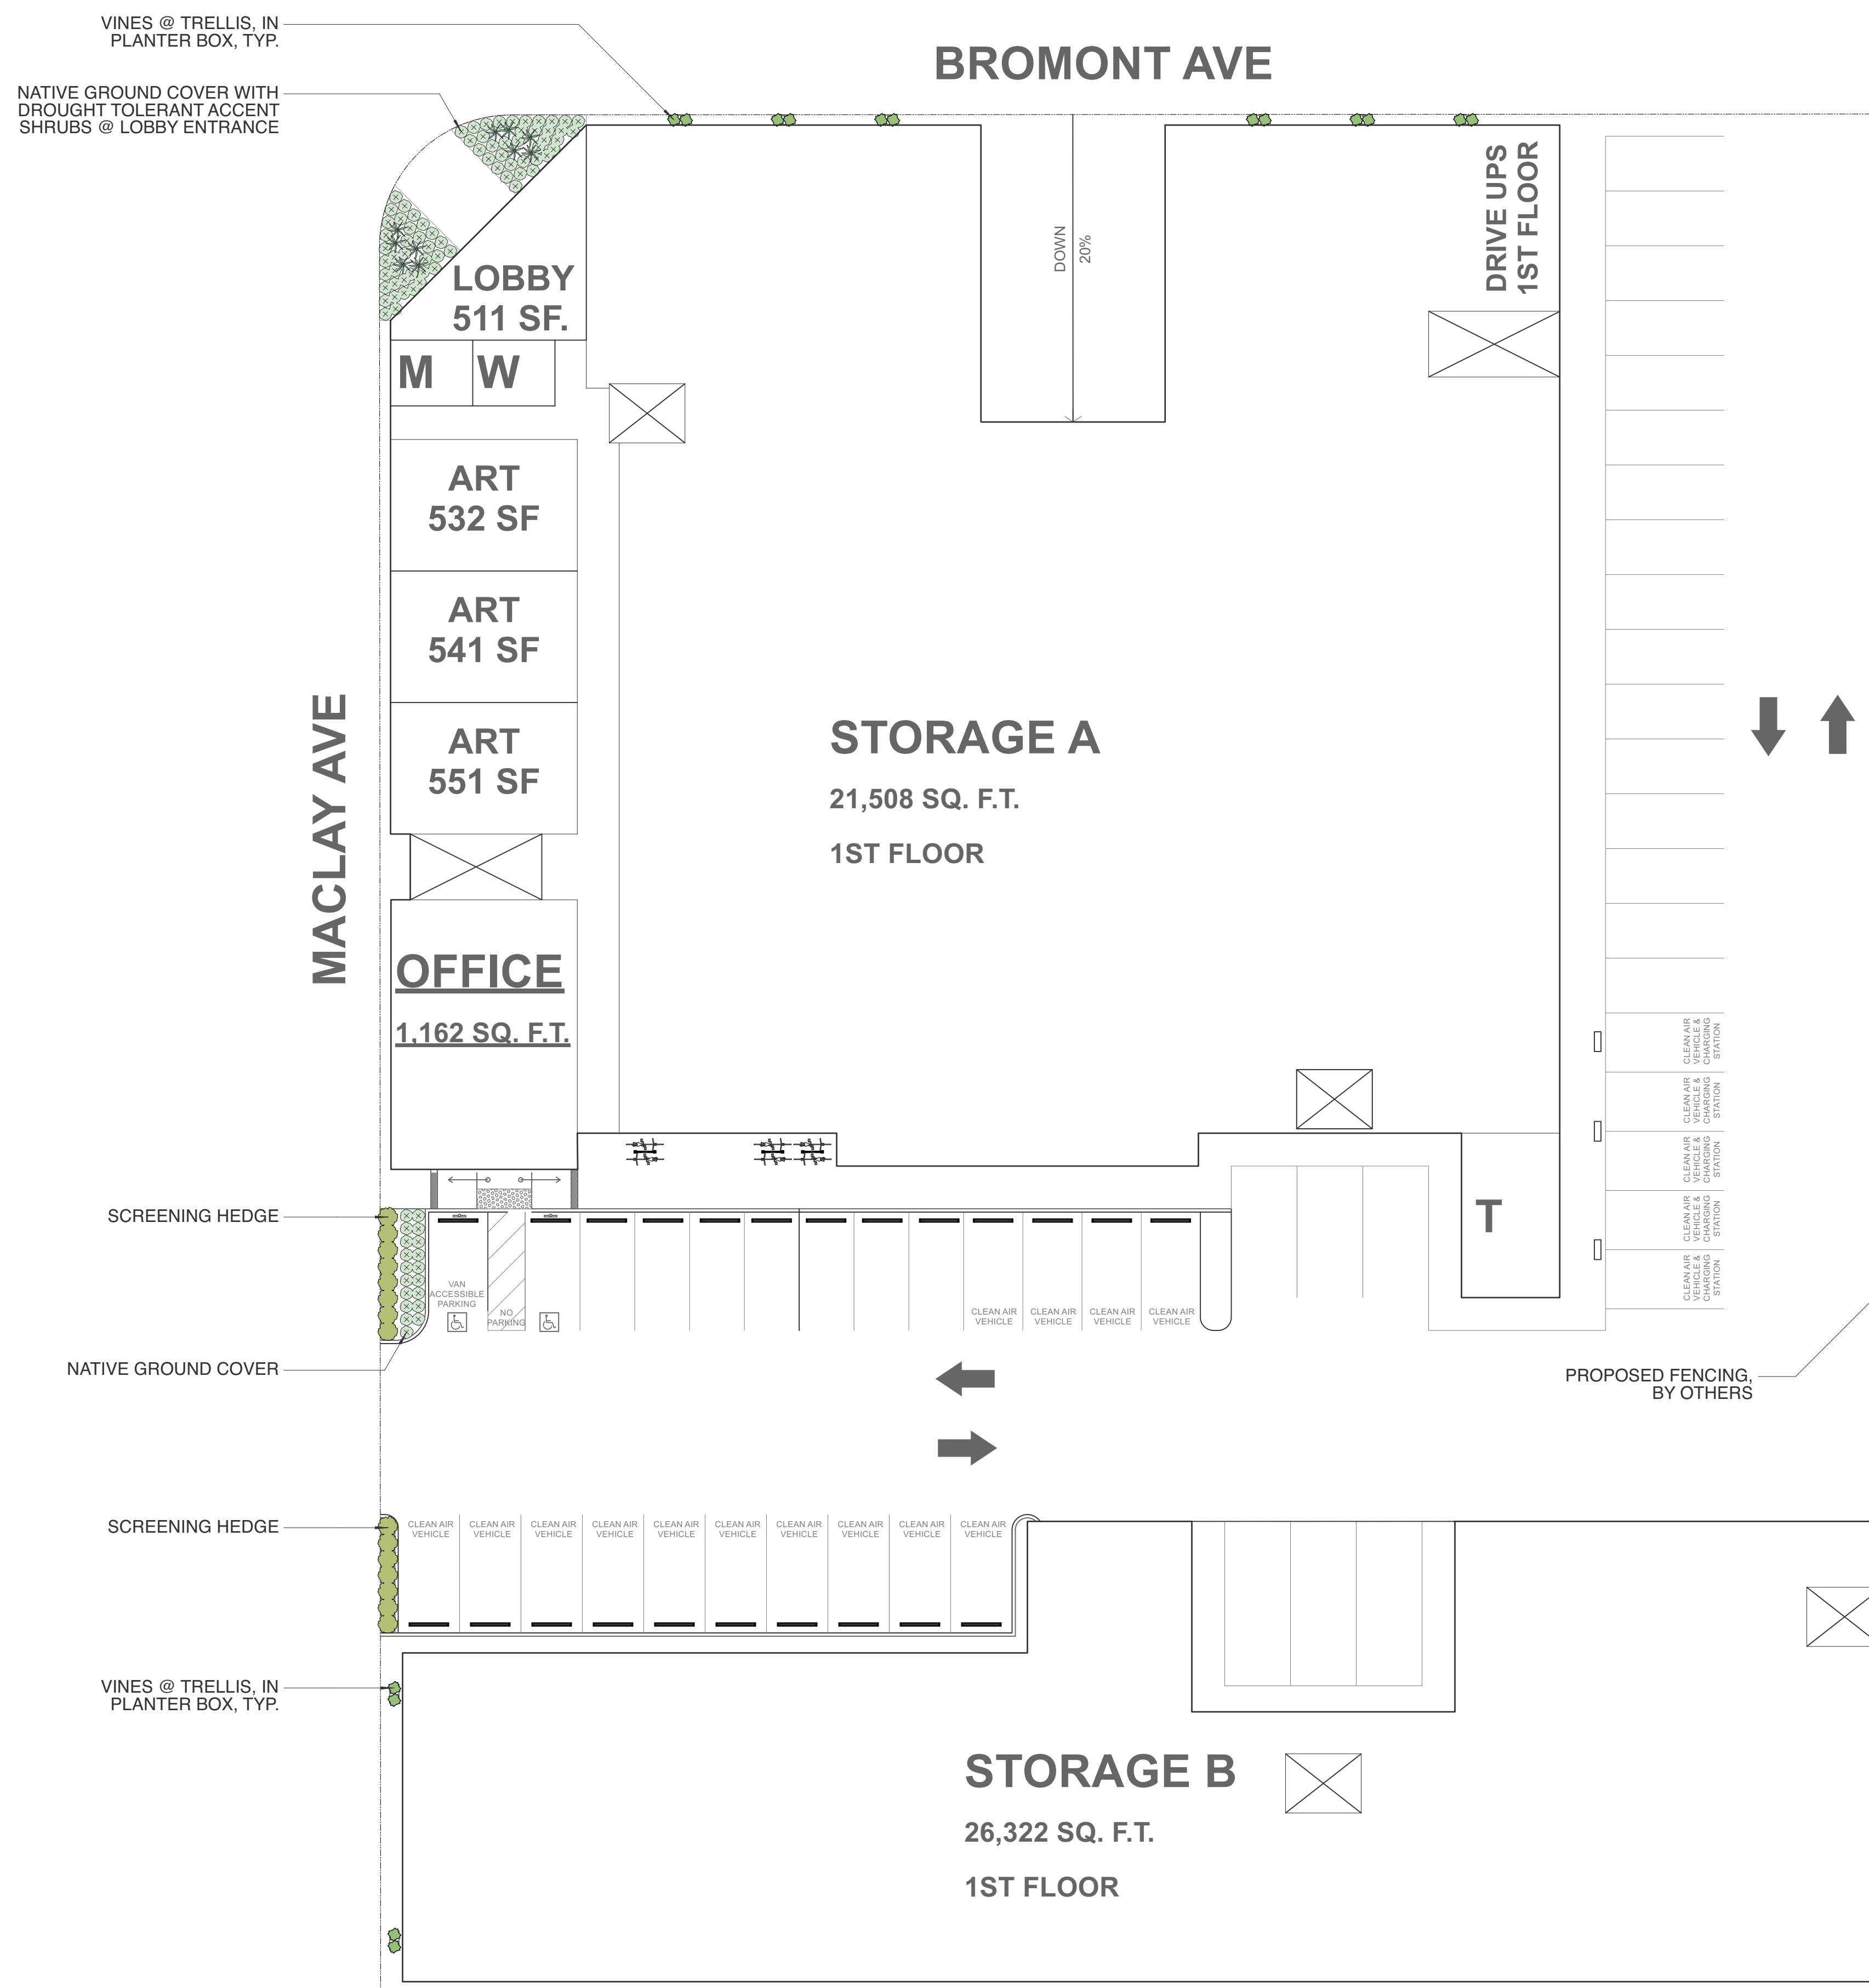 VINES @ TRELLIS, IN
PLANTER BOX, TYP.
BROMONT AVE
NATIVE GROUND COVER WITH
DROUGHT TOLERANT ACCENT
SHRUBS @ LOBBY ENTRANCE
DRIVE UPS
1ST FLOOR
DOWN
20%
LOBBY
511 SF.
M
W
ART
532 SF
ART
541 SF
ART
551 SF
MACLAY AVE
STORAGE A
21,508 SQ. F.T.
1ST FLOOR
OFFICE
1,162 SQ. F.T.
CLEAN AIR
VEHICLE &
CHARGING
STATION
CLEAN AIR
VEHICLE &
CHARGING
STATION
CLEAN AIR
VEHICLE &
CHARGING
STATION
CLEAN AIR
VEHICLE &
CHARGING
STATION
CLEAN AIR
VEHICLE &
CHARGING
STATION
T
SCREENING HEDGE
VAN
ACCESSIBLE
PARKING
NO
PARKING
CLEAN AIR
VEHICLE
CLEAN AIR
VEHICLE
CLEAN AIR
VEHICLE
CLEAN AIR
VEHICLE
NATIVE GROUND COVER
PROPOSED FENCING,
BY OTHERS
SCREENING HEDGE
CLEAN AIR
VEHICLE
CLEAN AIR
VEHICLE
CLEAN AIR
VEHICLE
CLEAN AIR
VEHICLE
CLEAN AIR
VEHICLE
CLEAN AIR
VEHICLE
CLEAN AIR
VEHICLE
CLEAN AIR
VEHICLE
CLEAN AIR
VEHICLE
CLEAN AIR
VEHICLE
VINES @ TRELLIS, IN
PLANTER BOX, TYP.
STORAGE B
26,322 SQ. F.T.
1ST FLOOR